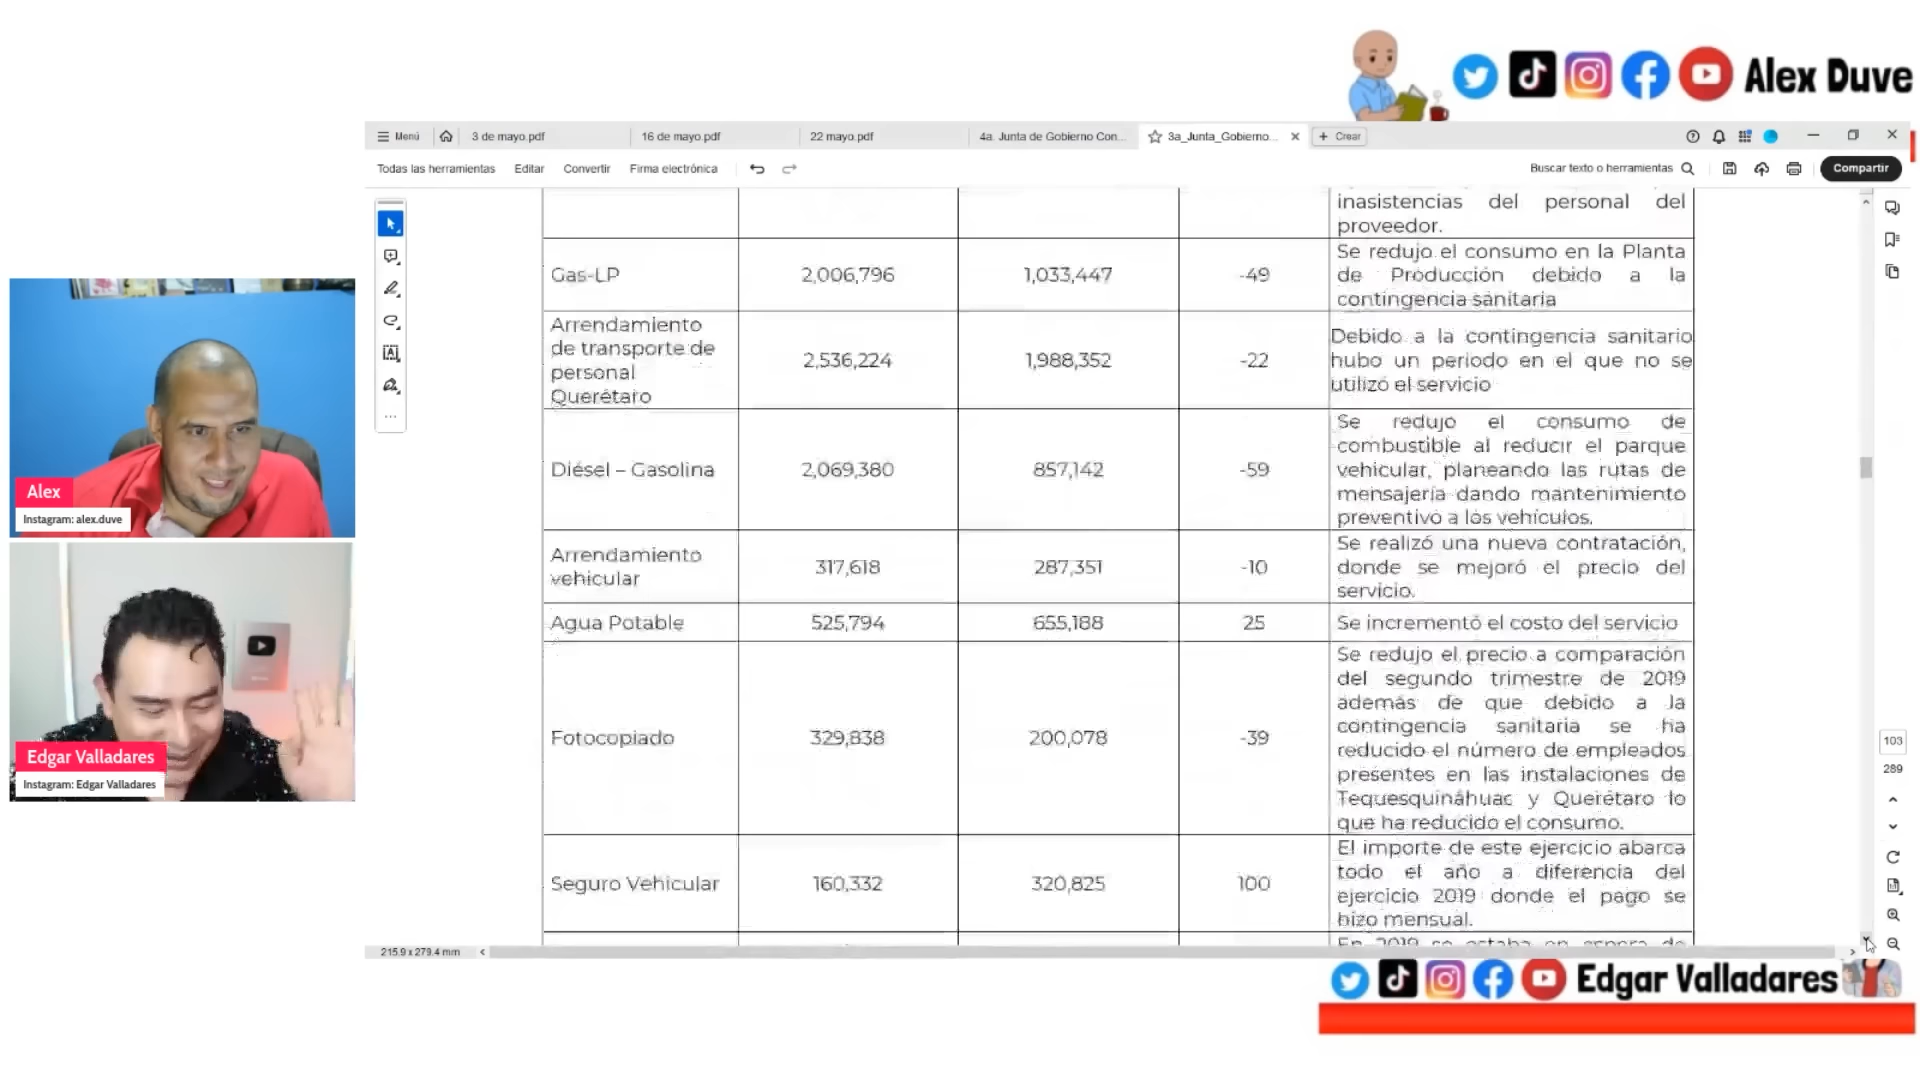 Alex Duve
Menú
3 de mayo.pdf
16 de mayo.pdf
22 mayo.pdf
4a. Junta de Gobierno Con...
3a_Junta_Gobierno...
+ Crear
Todas las herramientas
Editar
Convertir
Firma electrónica
Buscar texto o herramientas
Compartir
inasistencias del personal del
proveedor.
Gas-LP
2,006,796
1,033,447
-49
Se redujo el consumo en la Planta
de Producción debido a la
contingencia sanitaria
Arrendamiento
de transporte de
personal
Querétaro
2,536,224
1,988,352
-22
Debido a la contingencia sanitario
hubo un periodo en el que no se
utilizó el servicio
Diésel – Gasolina
2,069,380
857,142
-59
Se redujo el consumo de
combustible al reducir el parque
vehicular, planeando las rutas de
mensajería dando mantenimiento
preventivo a los vehículos.
Arrendamiento
vehicular
317,618
287,351
-10
Se realizó una nueva contratación,
donde se mejoró el precio del
servicio.
Agua Potable
525,794
655,188
25
Se incrementó el costo del servicio
Fotocopiado
329,838
200,078
-39
Se redujo el precio a comparación
del segundo trimestre de 2019
además de que debido a la
contingencia sanitaria se ha
reducido el número de empleados
presentes en las instalaciones de
Tequesquináhuac y Querétaro lo
que ha reducido el consumo.
Seguro Vehicular
160,332
320,825
100
El importe de este ejercicio abarca
todo el año a diferencia del
ejercicio 2019 donde el pago se
hizo mensual.
En 2019 se estaba en espera de
103
289
215.9 x 279.4 mm
Alex
Instagram: alex.duve
Edgar Valladares
Instagram: Edgar Valladares
Edgar Valladares